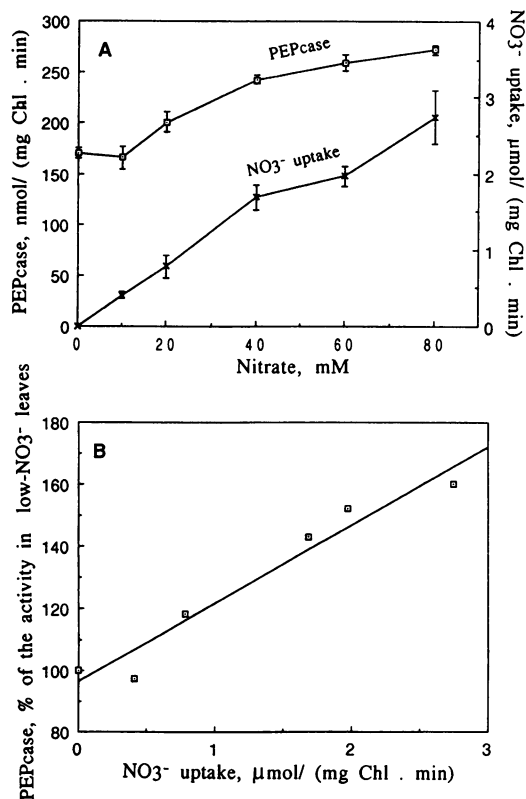 A
PEPcase
NO3- uptake
300
250
200
150
100
50
0
PEPcase, nmol/ (mg Chl . min)
4
3
2
1
0
NO3- uptake, μmol/ (mg Chl . min)
0 20 40 60 80
Nitrate, mM
B
180
160
140
120
100
80
PEPcase, % of the activity in low-NO3- leaves
0 1 2 3
NO3- uptake, μmol/ (mg Chl . min)